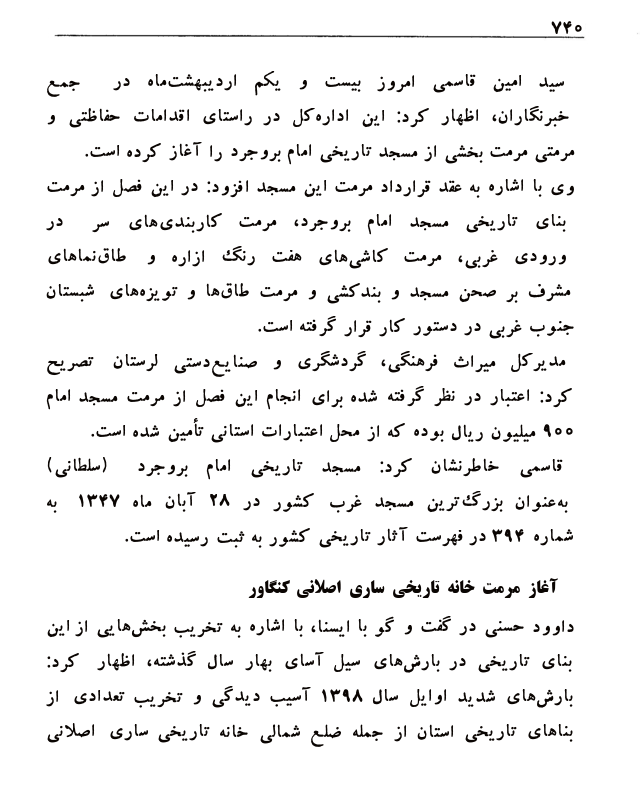 ۷۴۰
سید امین قاسمی امروز بیست و یکم اردیبهشت‌ماه در جمع
خبرنگاران، اظهار کرد: این اداره‌کل در راستای اقدامات حفاظتی و
مرمتی مرمت بخشی از مسجد تاریخی امام بروجرد را آغاز کرده است.
وی با اشاره به عقد قرارداد مرمت این مسجد افزود: در این فصل از مرمت
بنای تاریخی مسجد امام بروجرد، مرمت کاربندی‌های سر در
ورودی غربی، مرمت کاشی‌های هفت رنگ ازاره و طاق‌نماهای
مشرف بر صحن مسجد و بندکشی و مرمت طاق‌ها و تویزه‌های شبستان
جنوب غربی در دستور کار قرار گرفته است.
مدیرکل میراث فرهنگی، گردشگری و صنایع‌دستی لرستان تصریح
کرد: اعتبار در نظر گرفته شده برای انجام این فصل از مرمت مسجد امام
۹۰۰ میلیون ریال بوده که از محل اعتبارات استانی تأمین شده است.
قاسمی خاطرنشان کرد: مسجد تاریخی امام بروجرد (سلطانی)
به‌عنوان بزرگ‌ترین مسجد غرب کشور در ۲۸ آبان ماه ۱۳۴۷ به
شماره ۳۹۴ در فهرست آثار تاریخی کشور به ثبت رسیده است.
آغاز مرمت خانه تاریخی ساری اصلانی کنگاور
داوود حسنی در گفت و گو با ایسنا، با اشاره به تخریب بخش‌هایی از این
بنای تاریخی در بارش‌های سیل آسای بهار سال گذشته، اظهار کرد:
بارش‌های شدید اوایل سال ۱۳۹۸ آسیب دیدگی و تخریب تعدادی از
بناهای تاریخی استان از جمله ضلع شمالی خانه تاریخی ساری اصلانی